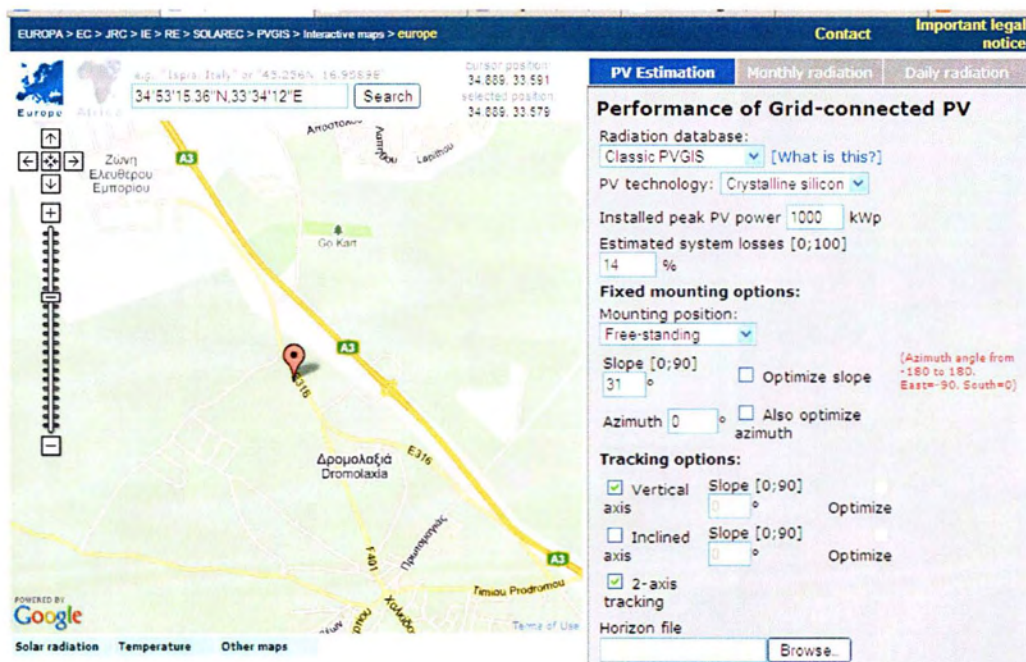 EUROPA > EC > JRC > IE > RE > SOLAREC > PVGIS > Interactive maps > europe
Contact
Important legal
notice
Europe
Africa
e.g., "Ispra, Italy" or "45.256N, 16.9589E"
34°53'15.36"N,33°34'12"E
Search
cursor position:
34.889, 33.591
selected position:
34.889, 33.579
Ζώνη
Ελευθέρου
Εμπορίου
A3
Lapithou
Go Kart
A3
E316
Δρομολαξιά
Dromolaxia
E316
F401
Πρωτομαγιάς
A3
Timiou Prodromou
POWERED BY
Google
Terms of Use
Solar radiation Temperature Other maps
PV Estimation
Monthly radiation
Daily radiation
Performance of Grid-connected PV
Radiation database:
Classic PVGIS [What is this?]
PV technology: Crystalline silicon
Installed peak PV power 1000 kWp
Estimated system losses [0;100]
14 %
Fixed mounting options:
Mounting position:
Free-standing
Slope [0;90]
31 °
Optimize slope
(Azimuth angle from
-180 to 180.
East=-90. South=0)
Azimuth 0 °
Also optimize
azimuth
Tracking options:
Vertical
axis
Slope [0;90]
0 °
Optimize
Inclined
axis
Slope [0;90]
0 °
Optimize
2-axis
tracking
Horizon file
Browse..